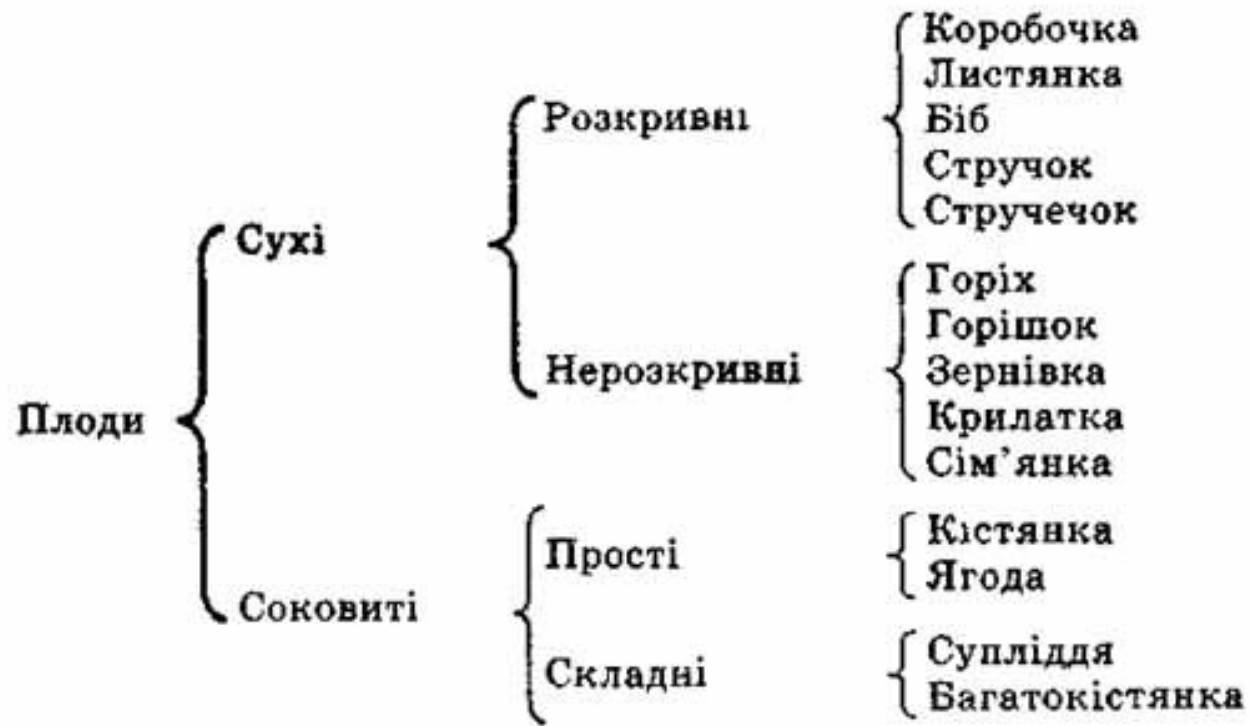 Плоди
Сухі
Розкривні
Коробочка
Листянка
Біб
Стручок
Стручечок
Нерозкривні
Горіх
Горішок
Зернівка
Крилатка
Сім’янка
Соковиті
Прості
Кістянка
Ягода
Складні
Супліддя
Багатокістянка